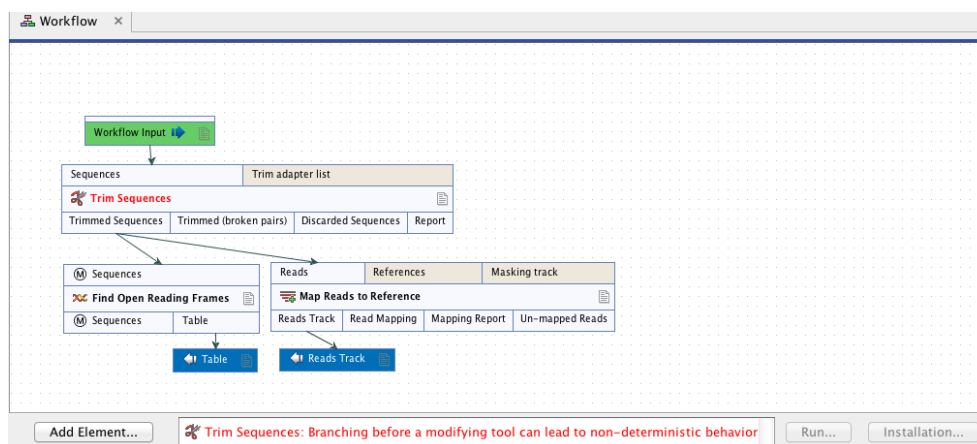 Workflow
Workflow Input
Sequences Trim adapter list
Trim Sequences
Trimmed Sequences Trimmed (broken pairs) Discarded Sequences Report
M Sequences
Find Open Reading Frames
M Sequences Table
Table
Reads References Masking track
Map Reads to Reference
Reads Track Read Mapping Mapping Report Un-mapped Reads
Reads Track
Add Element... Trim Sequences: Branching before a modifying tool can lead to non-deterministic behavior Run... Installation...